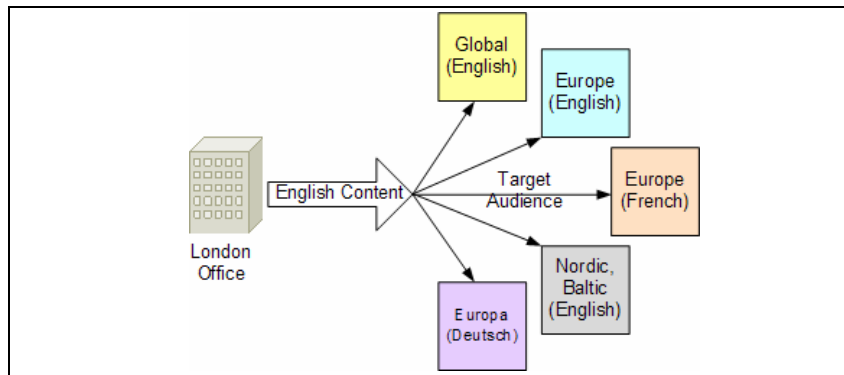 Global
(English)
Europe
(English)
English Content
Target
Audience
Europe
(French)
London
Office
Nordic,
Baltic
(English)
Europa
(Deutsch)